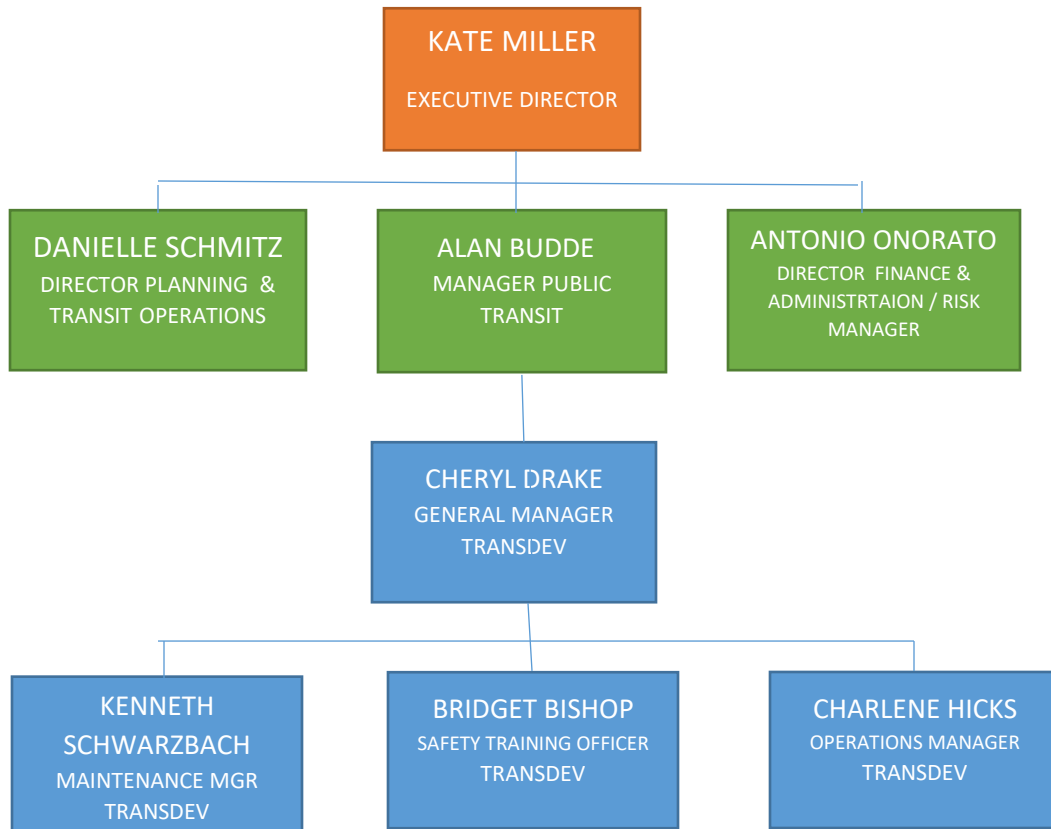 KATE MILLER
EXECUTIVE DIRECTOR
DANIELLE SCHMITZ
DIRECTOR PLANNING &
TRANSIT OPERATIONS
ALAN BUDDE
MANAGER PUBLIC
TRANSIT
ANTONIO ONORATO
DIRECTOR FINANCE &
ADMINISTRTAION / RISK
MANAGER
CHERYL DRAKE
GENERAL MANAGER
TRANSDEV
KENNETH
SCHWARZBACH
MAINTENANCE MGR
TRANSDEV
BRIDGET BISHOP
SAFETY TRAINING OFFICER
TRANSDEV
CHARLENE HICKS
OPERATIONS MANAGER
TRANSDEV